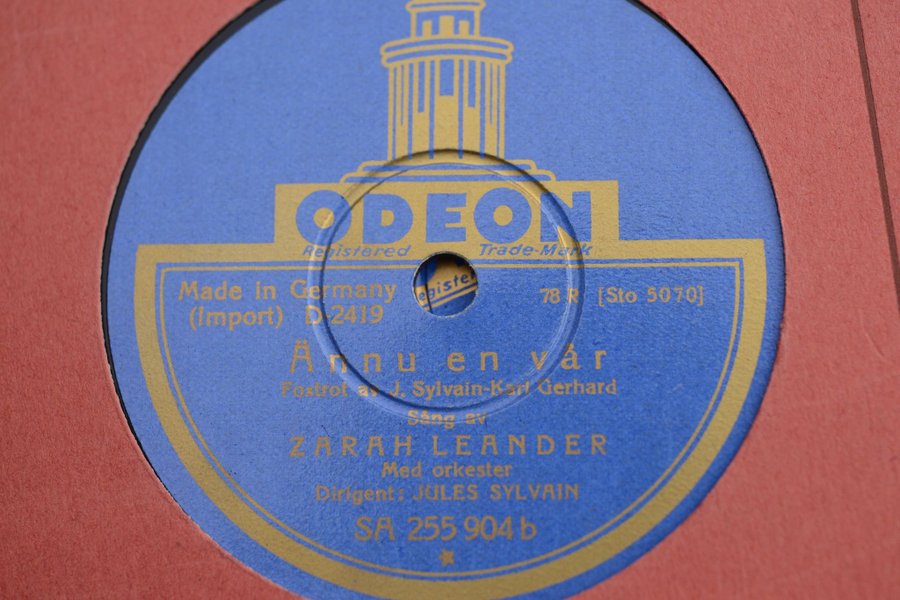 ODEON
Registered Trade-Mark
Made in Germany 78 R [Sto 5070]
(Import) D-2419
egister
Ännu en vår
Foxtrot av J. Sylvain-Karl Gerhard
Sång av
ZARAH LEANDER
Med orkester
Dirigent: JULES SYLVAIN
SA 255 904 b